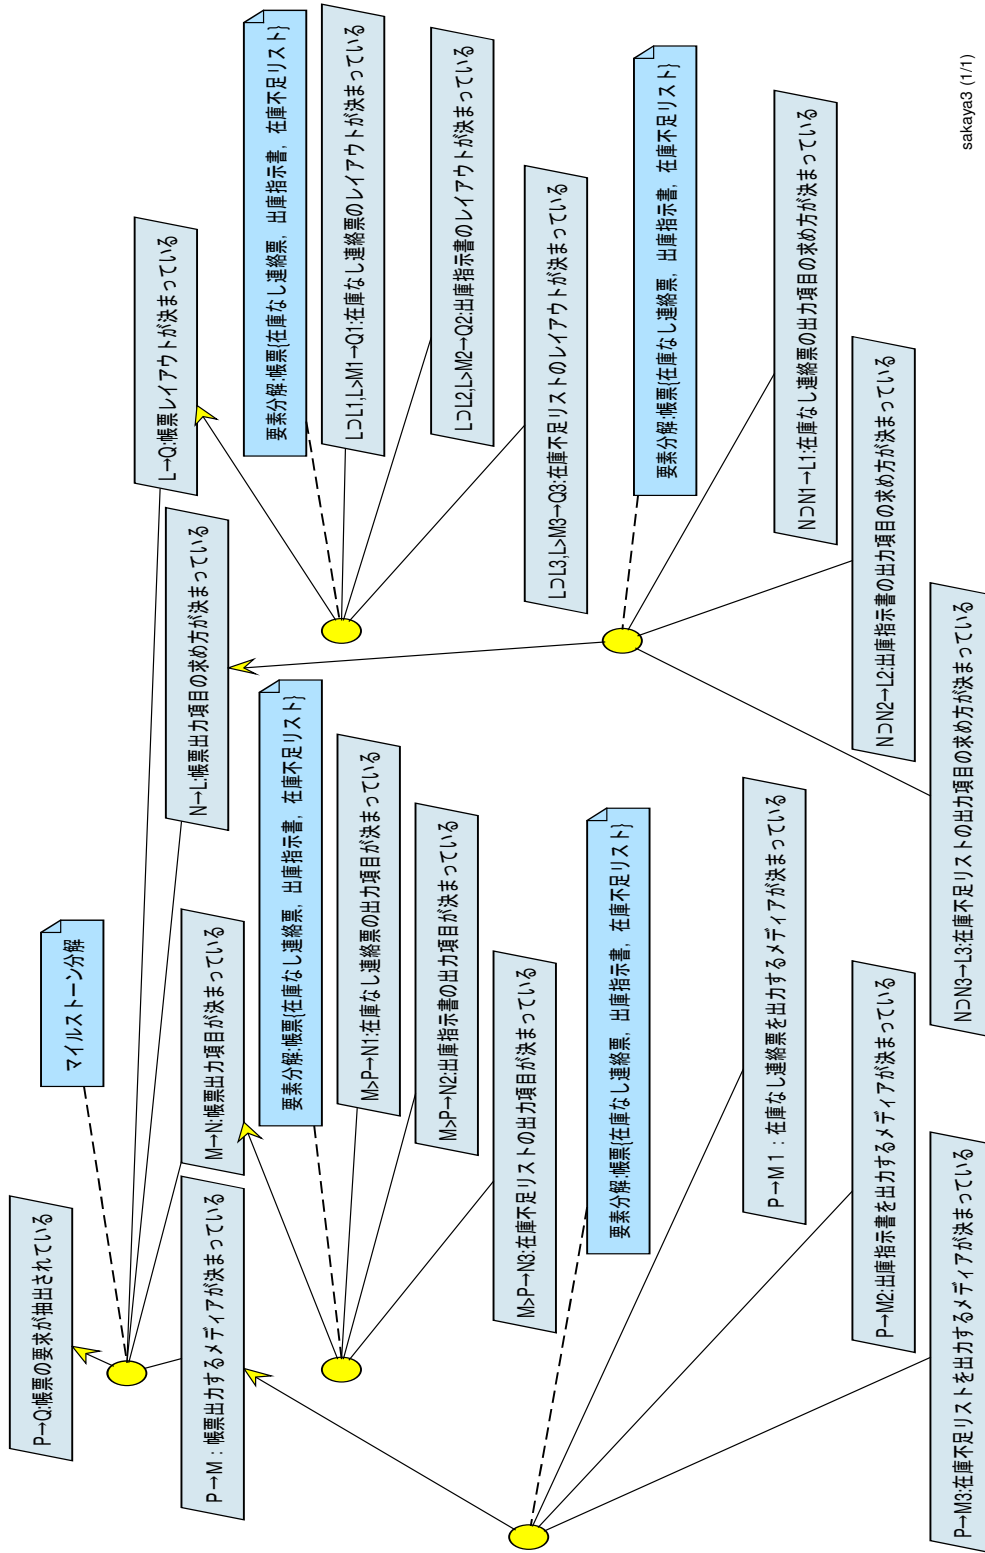 P→Q:帳票の要求が抽出されている
マイルストーン分解
P→M：帳票出力するメディアが決まっている
M→N:帳票出力項目が決まっている
N→L:帳票出力項目の求め方が決まっている
L→Q:帳票レイアウトが決まっている
要素分解:帳票{在庫なし連絡票，出庫指示書，在庫不足リスト}
M>P→N1:在庫なし連絡票の出力項目が決まっている
M>P→N2:出庫指示書の出力項目が決まっている
M>P→N3:在庫不足リストの出力項目が決まっている
要素分解:帳票{在庫なし連絡票，出庫指示書，在庫不足リスト}
L⊃L1,L>M1→Q1:在庫なし連絡票のレイアウトが決まっている
L⊃L2,L>M2→Q2:出庫指示書のレイアウトが決まっている
L⊃L3,L>M3→Q3:在庫不足リストのレイアウトが決まっている
要素分解:帳票{在庫なし連絡票，出庫指示書，在庫不足リスト}
P→M１：在庫なし連絡票を出力するメディアが決まっている
P→M2:出庫指示書を出力するメディアが決まっている
P→M3:在庫不足リストを出力するメディアが決まっている
要素分解:帳票{在庫なし連絡票，出庫指示書，在庫不足リスト}
N⊃N1→L1:在庫なし連絡票の出力項目の求め方が決まっている
N⊃N2→L2:出庫指示書の出力項目の求め方が決まっている
N⊃N3→L3:在庫不足リストの出力項目の求め方が決まっている
sakaya3 (1/1)